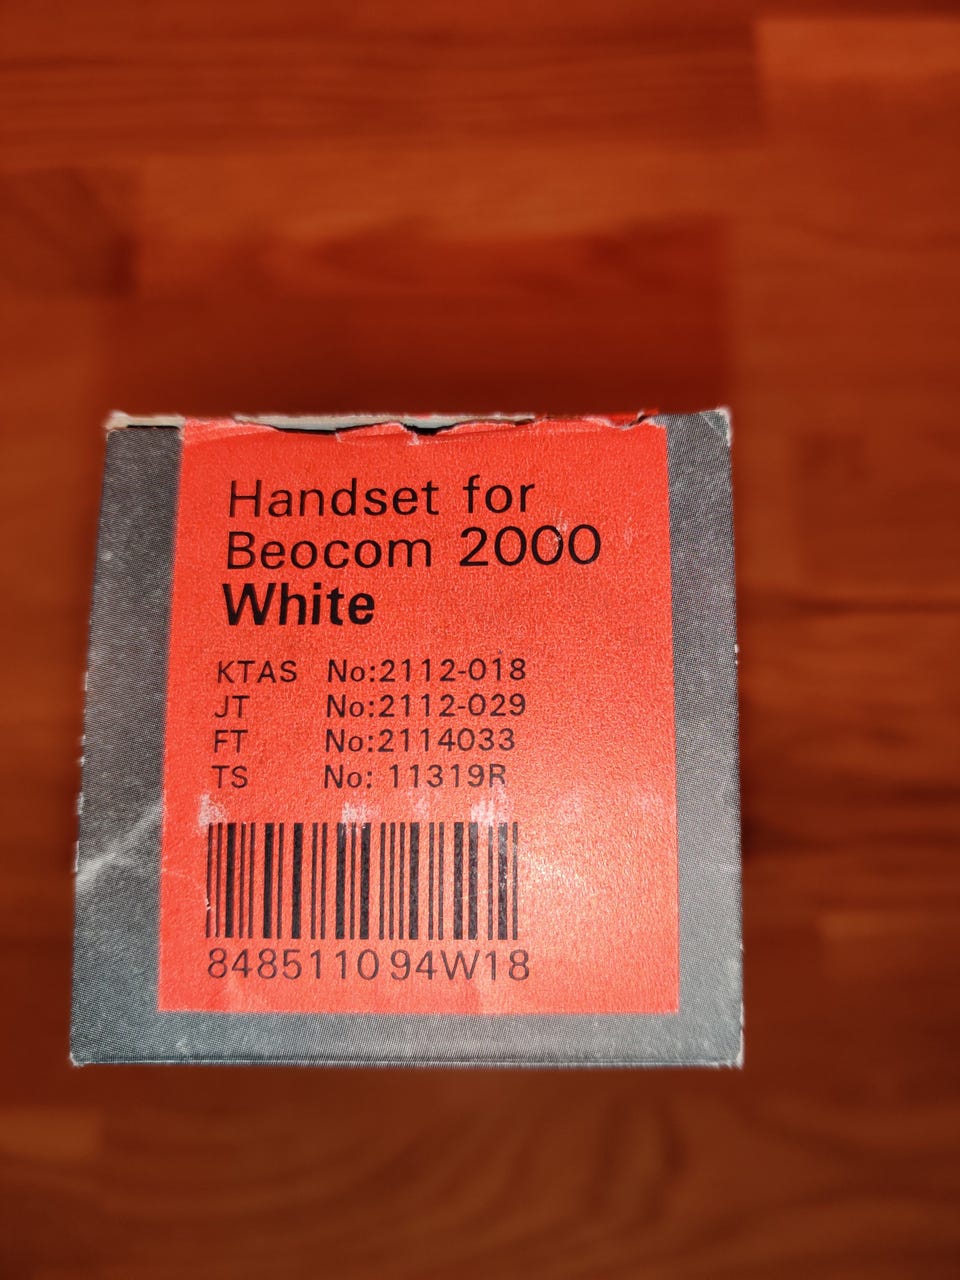 Handset for
Beocom 2000
White
KTAS No:2112-018
JT No:2112-029
FT No:2114033
TS No: 11319R
848511094W18